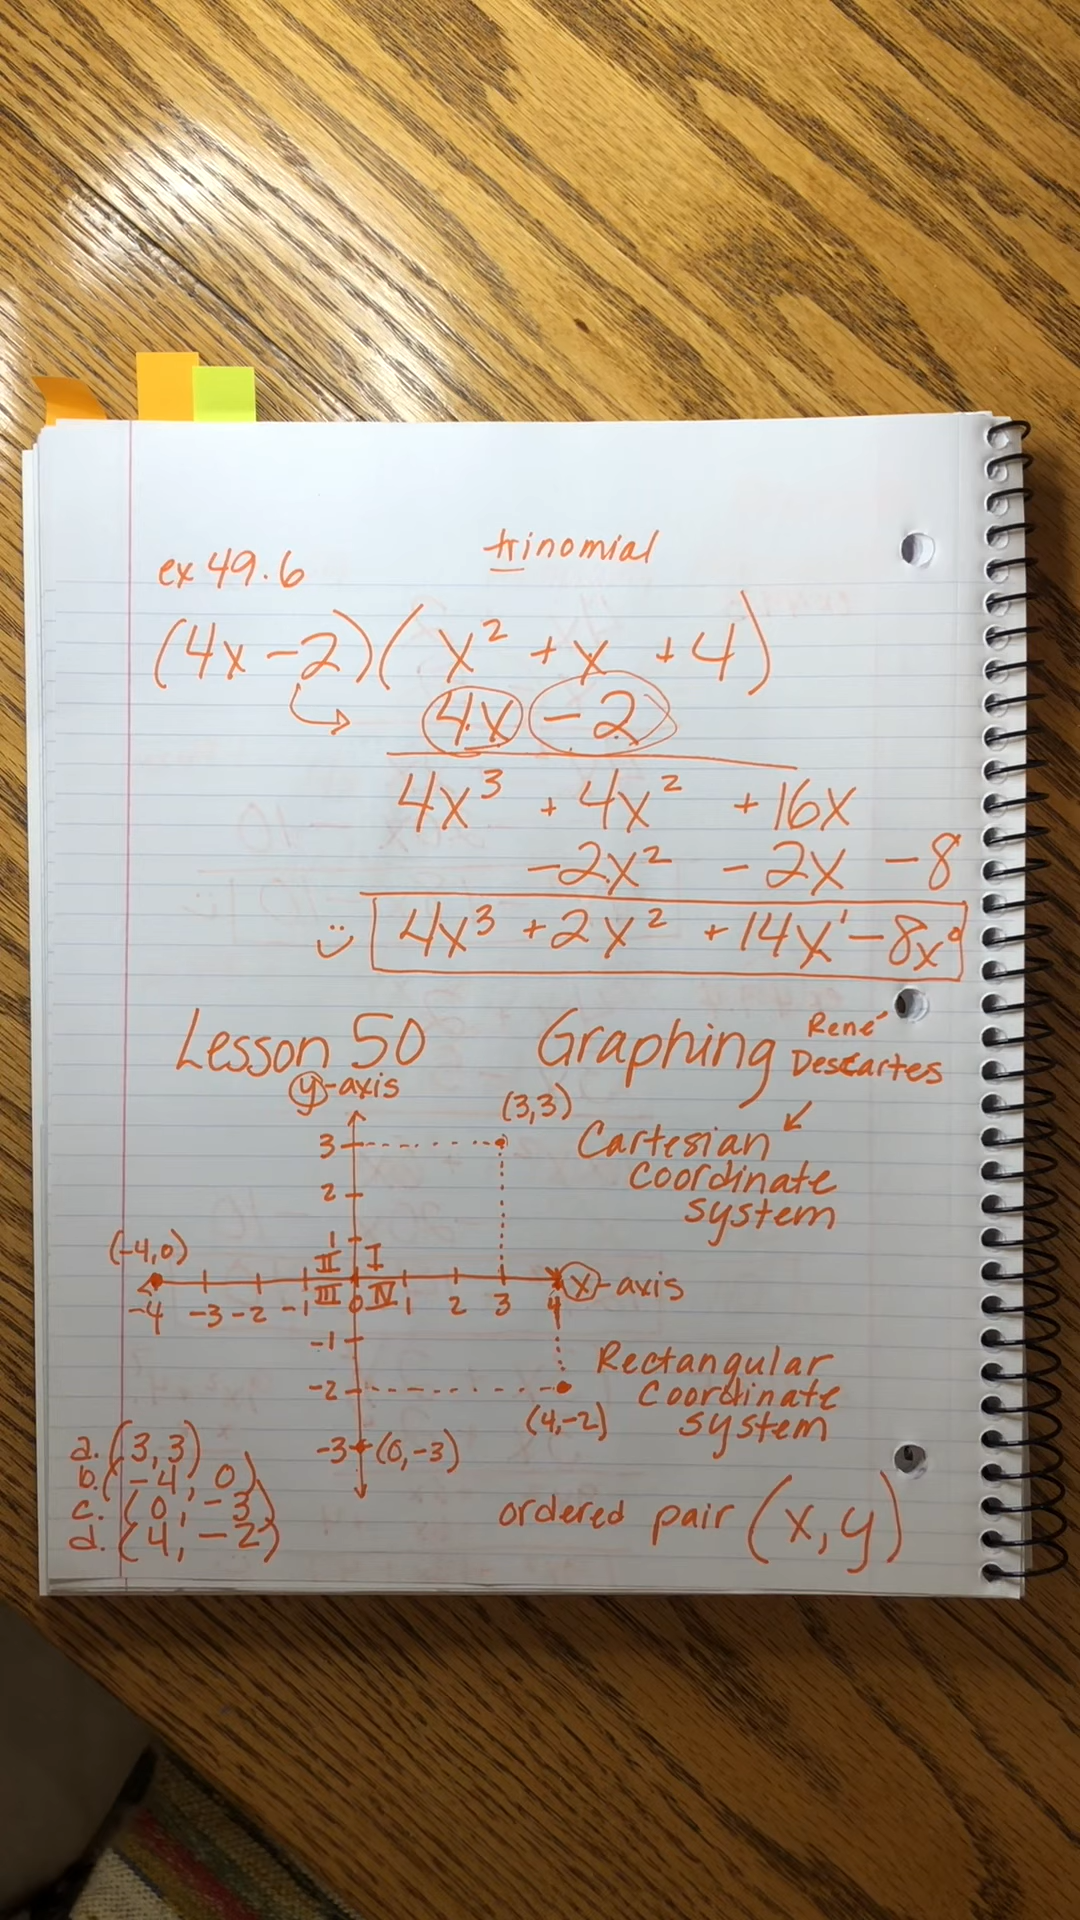 trinomial
ex 49.6
(4x - 2)(x² + x + 4)
4x - 2
4x³ + 4x² + 16x
-2x² - 2x - 8
4x³ + 2x² + 14x¹ - 8x⁰
Lesson 50 Graphing René Descartes
y-axis
(3,3)
Cartesian
coordinate
system
3
2
1
(-4,0)
II I
III IV
x-axis
-4 -3 -2 -1 0 1 2 3 4
-1
-2
(4,-2)
-3 (0,-3)
Rectangular
coordinate
system
a. (3, 3)
b. (-4, 0)
c. (0, -3)
d. (4, -2)
ordered pair (x, y)